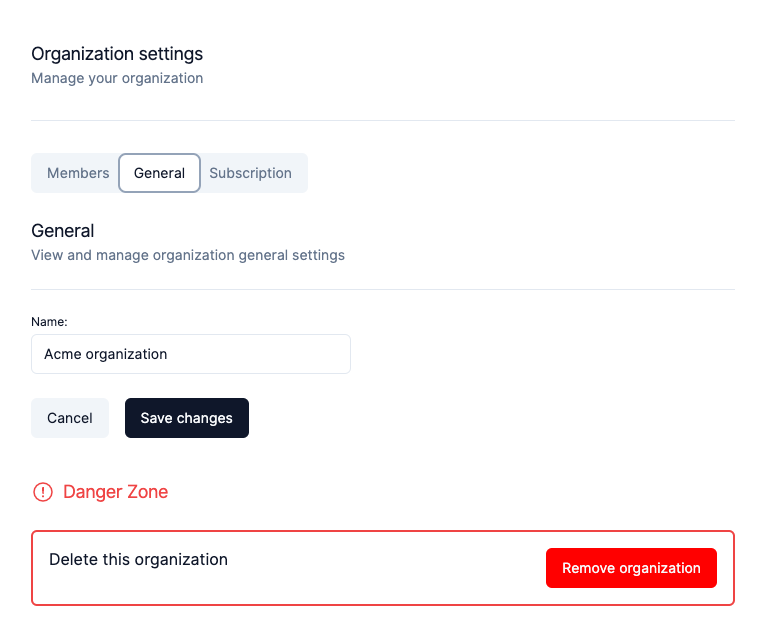 Organization settings
Manage your organization
Members General Subscription
General
View and manage organization general settings
Name:
Acme organization
Cancel Save changes
Danger Zone
Delete this organization Remove organization